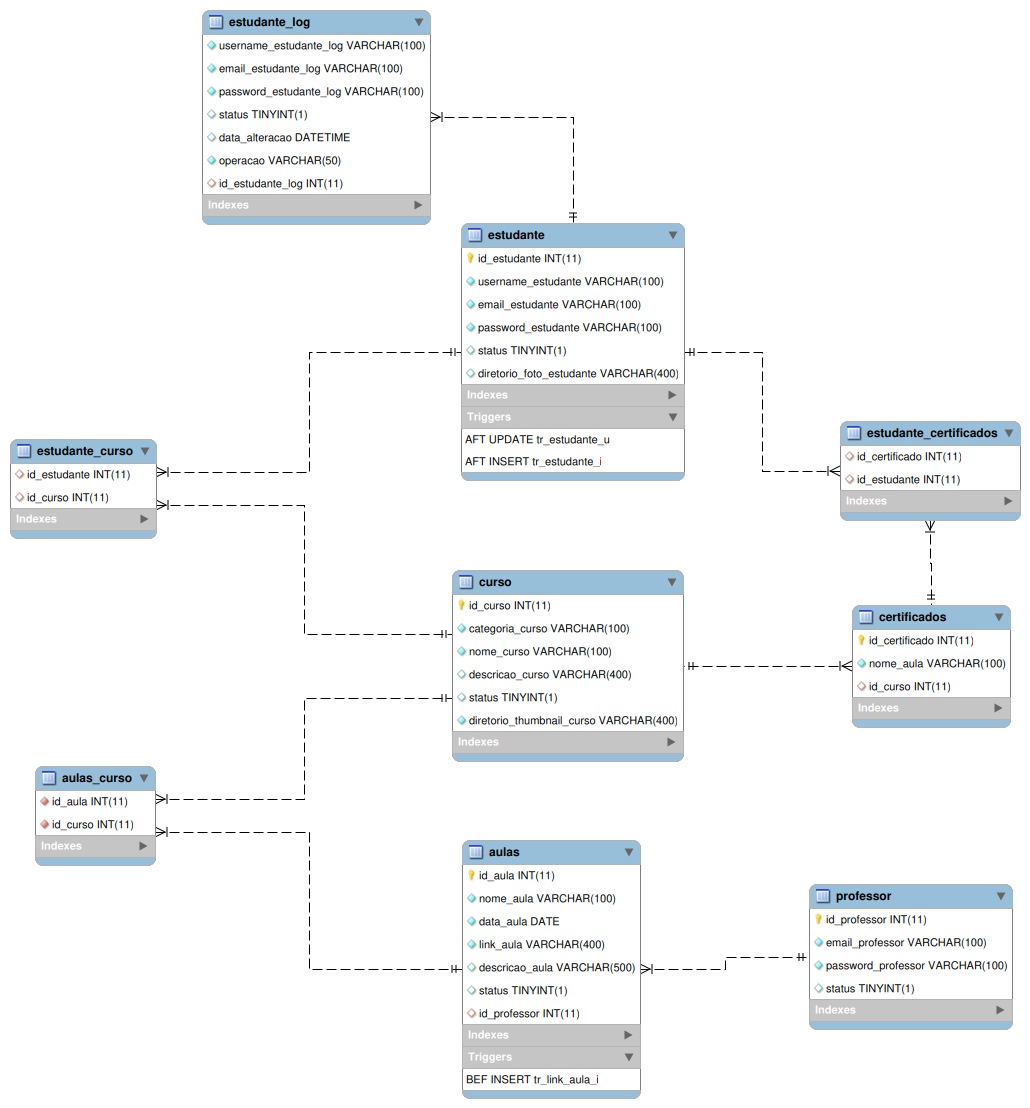 estudante_log
username_estudante_log VARCHAR(100)
email_estudante_log VARCHAR(100)
password_estudante_log VARCHAR(100)
status TINYINT(1)
data_alteracao DATETIME
operacao VARCHAR(50)
id_estudante_log INT(11)
Indexes
estudante
id_estudante INT(11)
username_estudante VARCHAR(100)
email_estudante VARCHAR(100)
password_estudante VARCHAR(100)
status TINYINT(1)
diretorio_foto_estudante VARCHAR(400)
Indexes
Triggers
AFT UPDATE tr_estudante_u
AFT INSERT tr_estudante_i
estudante_curso
id_estudante INT(11)
id_curso INT(11)
Indexes
estudante_certificados
id_certificado INT(11)
id_estudante INT(11)
Indexes
curso
id_curso INT(11)
categoria_curso VARCHAR(100)
nome_curso VARCHAR(100)
descricao_curso VARCHAR(400)
status TINYINT(1)
diretorio_thumbnail_curso VARCHAR(400)
Indexes
certificados
id_certificado INT(11)
nome_aula VARCHAR(100)
id_curso INT(11)
Indexes
aulas_curso
id_aula INT(11)
id_curso INT(11)
Indexes
aulas
id_aula INT(11)
nome_aula VARCHAR(100)
data_aula DATE
link_aula VARCHAR(400)
descricao_aula VARCHAR(500)
status TINYINT(1)
id_professor INT(11)
Indexes
Triggers
BEF INSERT tr_link_aula_i
professor
id_professor INT(11)
email_professor VARCHAR(100)
password_professor VARCHAR(100)
status TINYINT(1)
Indexes